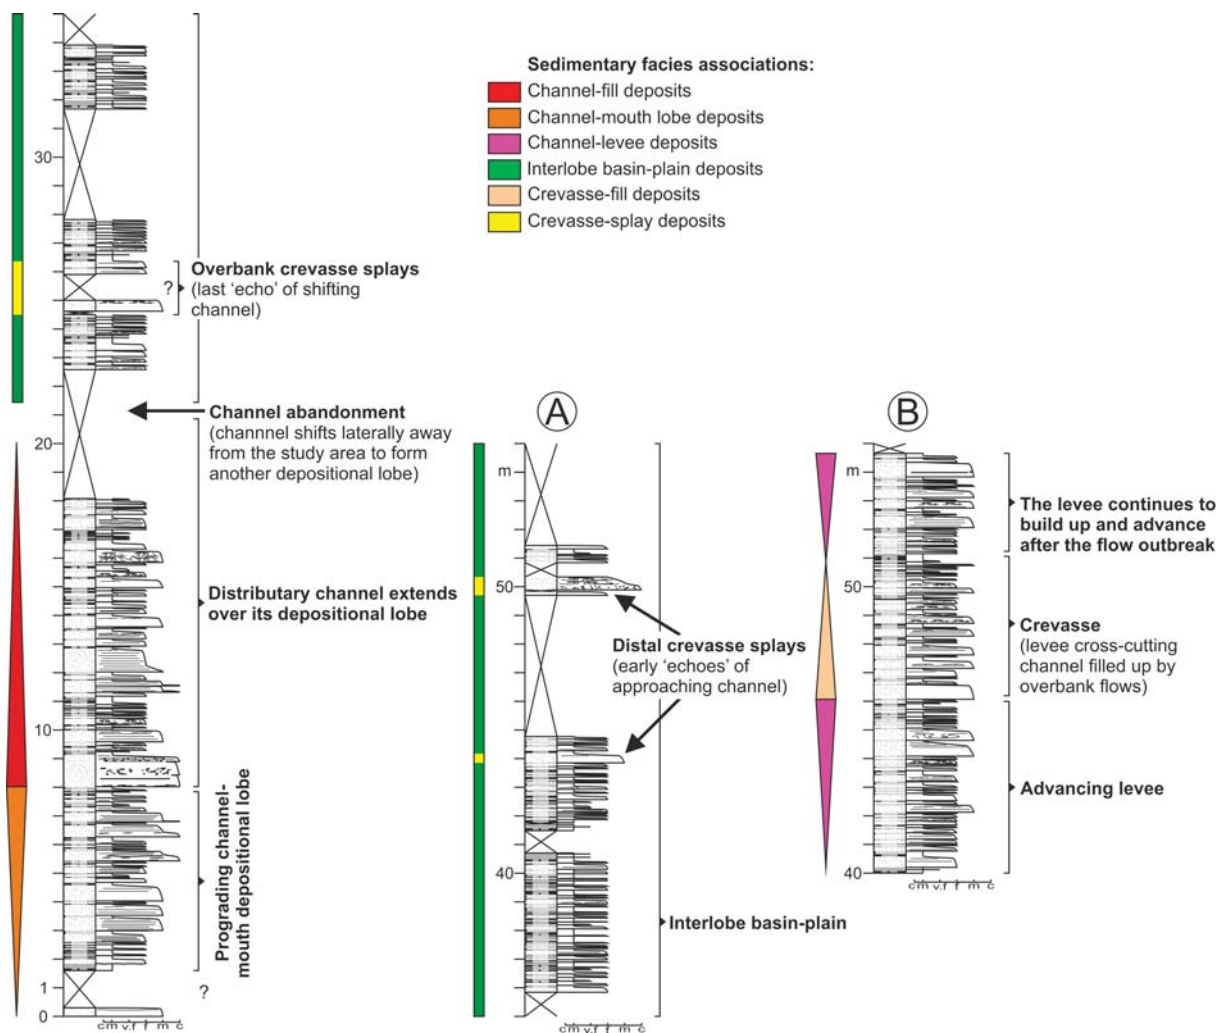 Sedimentary facies associations:
Channel-fill deposits
Channel-mouth lobe deposits
Channel-levee deposits
Interlobe basin-plain deposits
Crevasse-fill deposits
Crevasse-splay deposits
30
?
Overbank crevasse splays
(last 'echo' of shifting
channel)
Channel abandonment
(channnel shifts laterally away
from the study area to form
another depositional lobe)
20
Distributary channel extends
over its depositional lobe
10
Prograding channel-
mouth depositional lobe
1
?
0
c m v.f f m c
A
m
50
Distal crevasse splays
(early 'echoes' of
approaching channel)
40
Interlobe basin-plain
c m v.f f m c
B
m
The levee continues to
build up and advance
after the flow outbreak
50
Crevasse
(levee cross-cutting
channel filled up by
overbank flows)
Advancing levee
40
c m v.f f m c